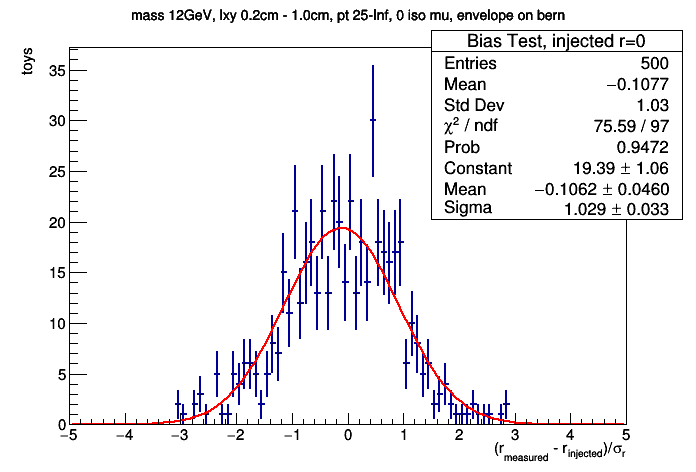 mass 12GeV, lxy 0.2cm - 1.0cm, pt 25-Inf, 0 iso mu, envelope on bern
toys
Bias Test, injected r=0
Entries 500
Mean −0.1077
Std Dev 1.03
χ² / ndf 75.59 / 97
Prob 0.9472
Constant 19.39 ± 1.06
Mean −0.1062 ± 0.0460
Sigma 1.029 ± 0.033
35
30
25
20
15
10
5
0
−5 −4 −3 −2 −1 0 1 2 3 4 5
(r_measured - r_injected)/σ_r